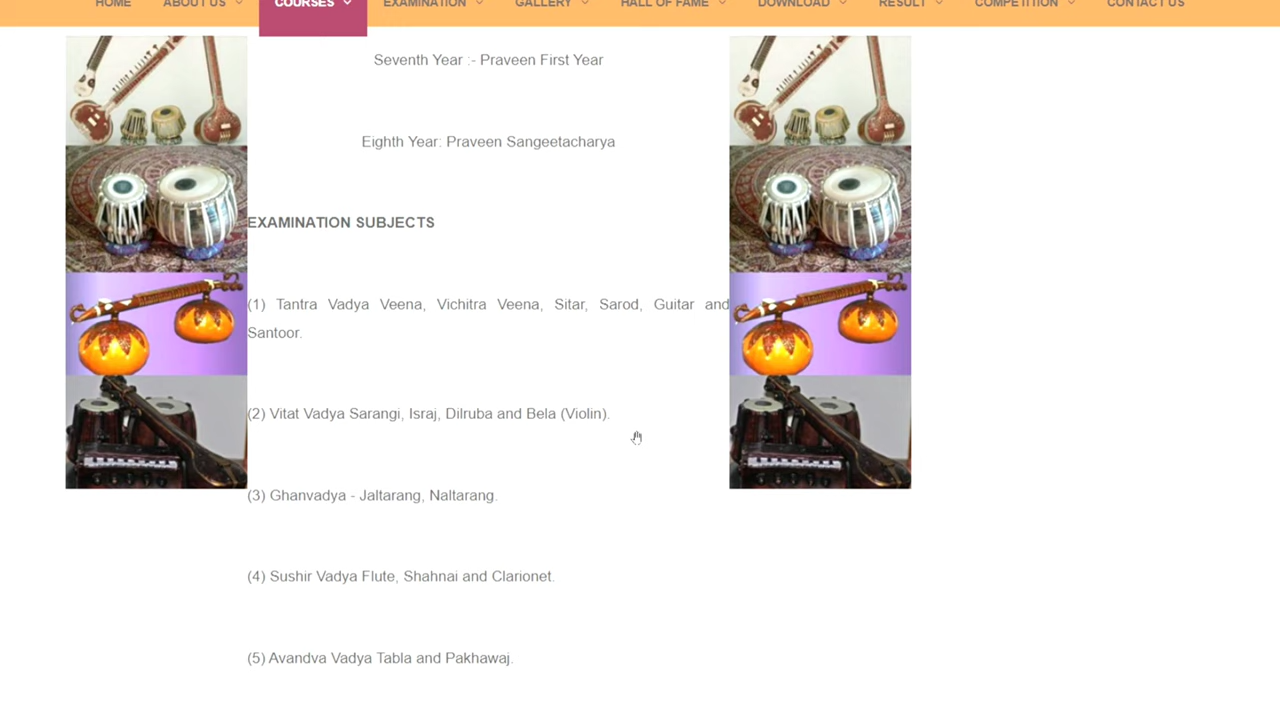 HOME ABOUT US COURSES EXAMINATION GALLERY HALL OF FAME DOWNLOAD RESULT COMPETITION CONTACT US
Seventh Year :- Praveen First Year
Eighth Year: Praveen Sangeetacharya
EXAMINATION SUBJECTS
(1) Tantra Vadya Veena, Vichitra Veena, Sitar, Sarod, Guitar and
Santoor.
(2) Vitat Vadya Sarangi, Israj, Dilruba and Bela (Violin).
(3) Ghanvadya - Jaltarang, Naltarang.
(4) Sushir Vadya Flute, Shahnai and Clarionet.
(5) Avandva Vadya Tabla and Pakhawaj.